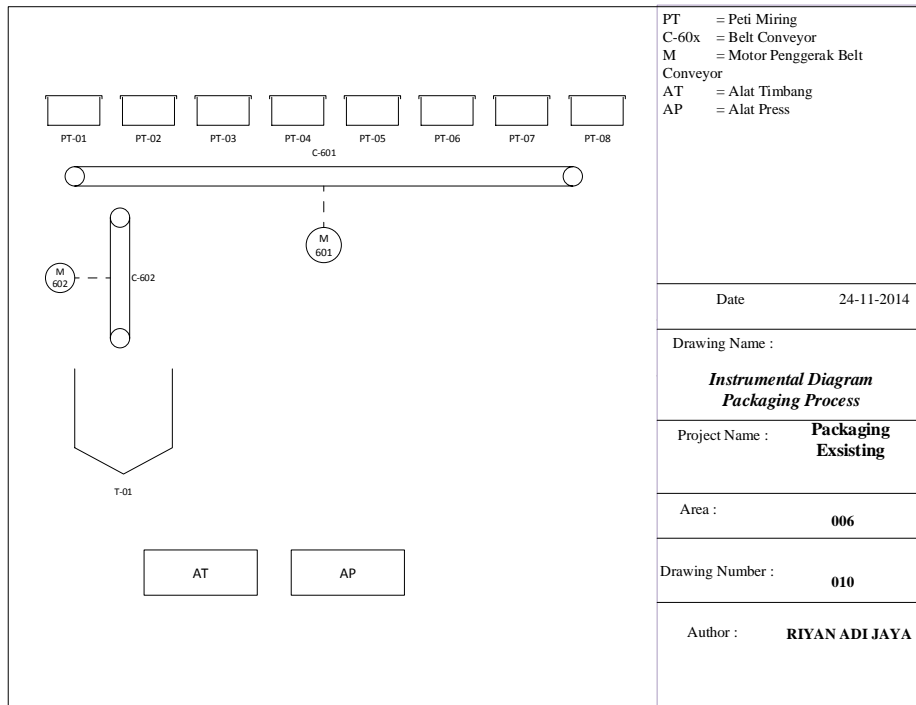 PT = Peti Miring
C-60x = Belt Conveyor
M = Motor Penggerak Belt
Conveyor
AT = Alat Timbang
AP = Alat Press
PT-01 PT-02 PT-03 PT-04 PT-05 PT-06 PT-07 PT-08
C-601
M
601
M
602
C-602
T-01
AT AP
Date 24-11-2014
Drawing Name :
Instrumental Diagram
Packaging Process
Project Name : Packaging
Exsisting
Area :
006
Drawing Number :
010
Author : RIYAN ADI JAYA